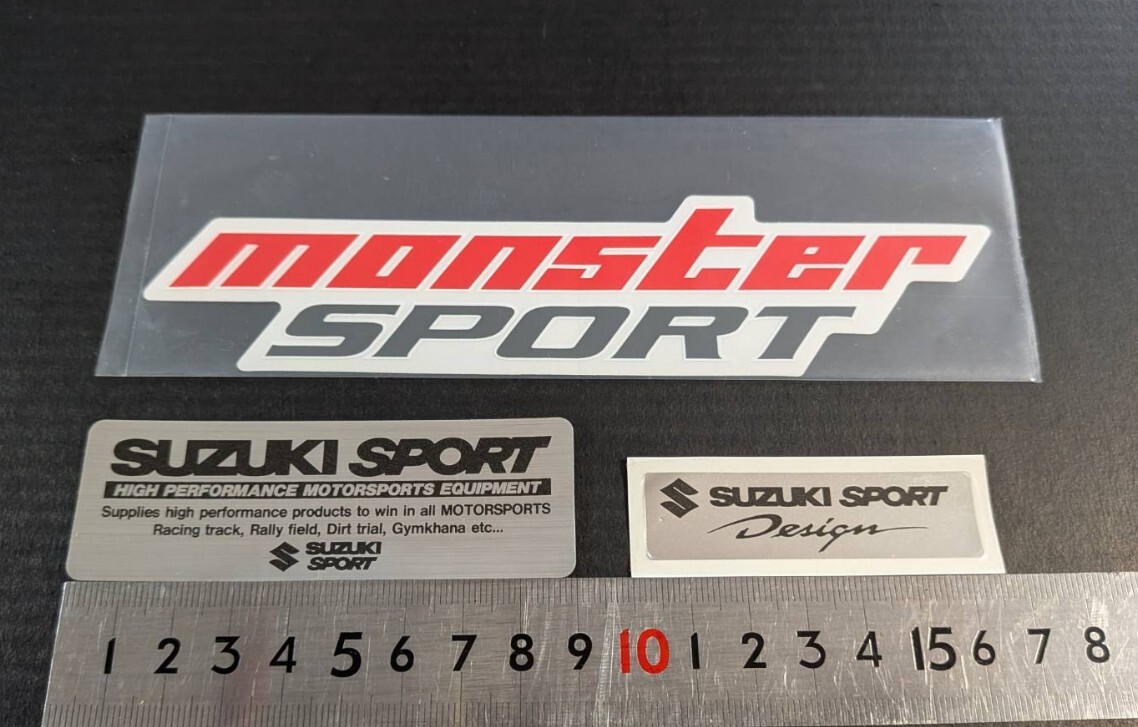 monster
SPORT
SUZUKI SPORT
HIGH PERFORMANCE MOTORSPORTS EQUIPMENT
Supplies high performance products to win in all MOTORSPORTS
Racing track, Rally field, Dirt trial, Gymkhana etc...
SUZUKI
SPORT
SUZUKI SPORT
Design
1 2 3 4 5 6 7 8 9 10 1 2 3 4 15 6 7 8